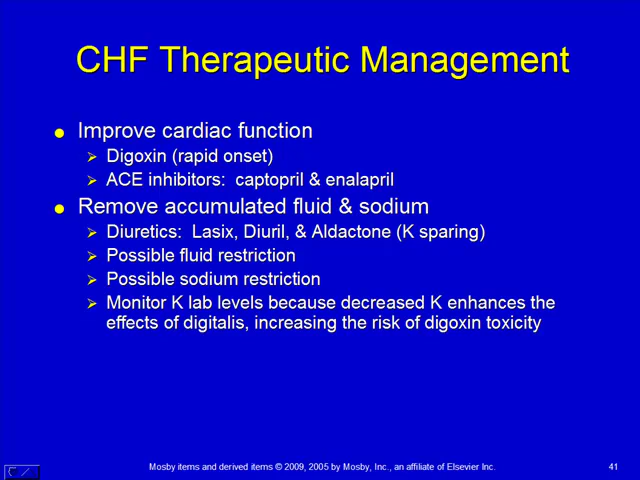 CHF Therapeutic Management
Improve cardiac function
Digoxin (rapid onset)
ACE inhibitors: captopril & enalapril
Remove accumulated fluid & sodium
Diuretics: Lasix, Diuril, & Aldactone (K sparing)
Possible fluid restriction
Possible sodium restriction
Monitor K lab levels because decreased K enhances the
effects of digitalis, increasing the risk of digoxin toxicity
Mosby items and derived items © 2009, 2005 by Mosby, Inc., an affiliate of Elsevier Inc.
41